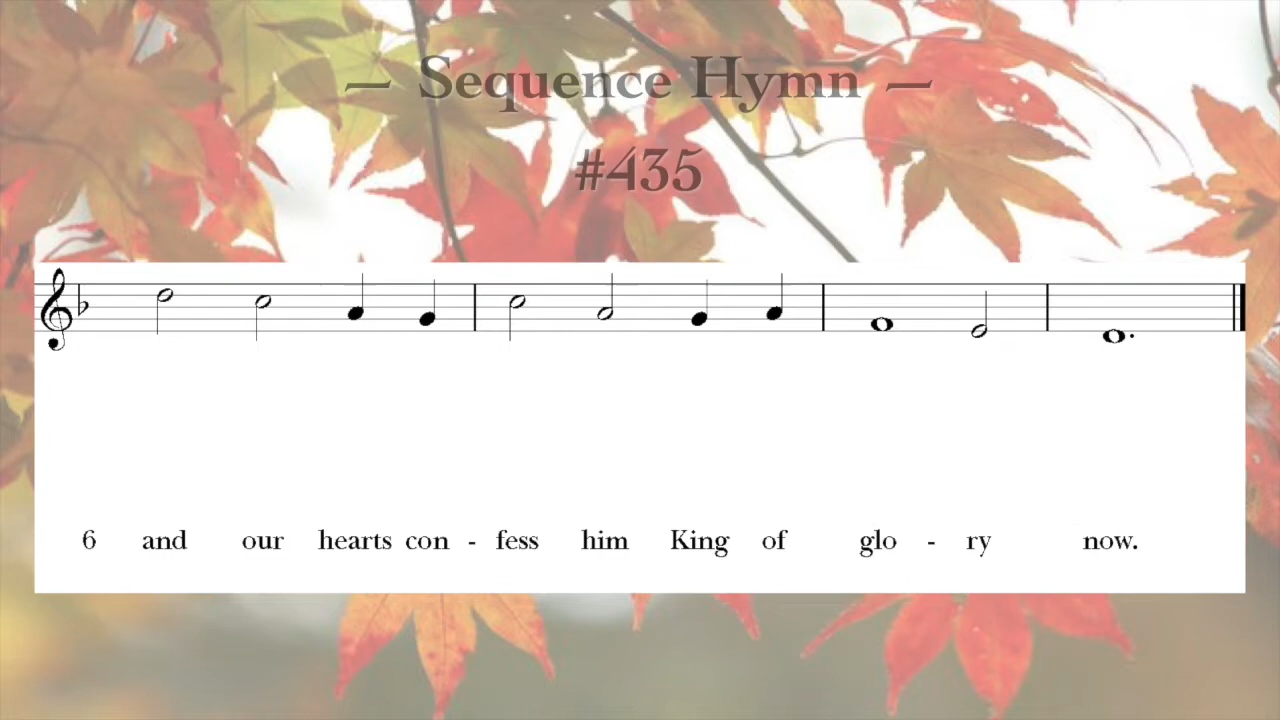 — Sequence Hymn —
#435
6 and our hearts con - fess him King of glo - ry now.